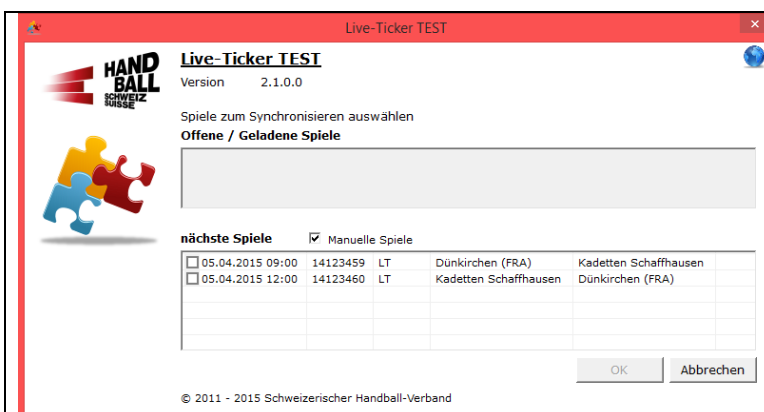 Live-Ticker TEST
HAND
BALL
SCHWEIZ
SUISSE
Live-Ticker TEST
Version 2.1.0.0
Spiele zum Synchronisieren auswählen
Offene / Geladene Spiele
nächste Spiele Manuelle Spiele
05.04.2015 09:00 14123459 LT Dünkirchen (FRA) Kadetten Schaffhausen
05.04.2015 12:00 14123460 LT Kadetten Schaffhausen Dünkirchen (FRA)
OK Abbrechen
© 2011 - 2015 Schweizerischer Handball-Verband